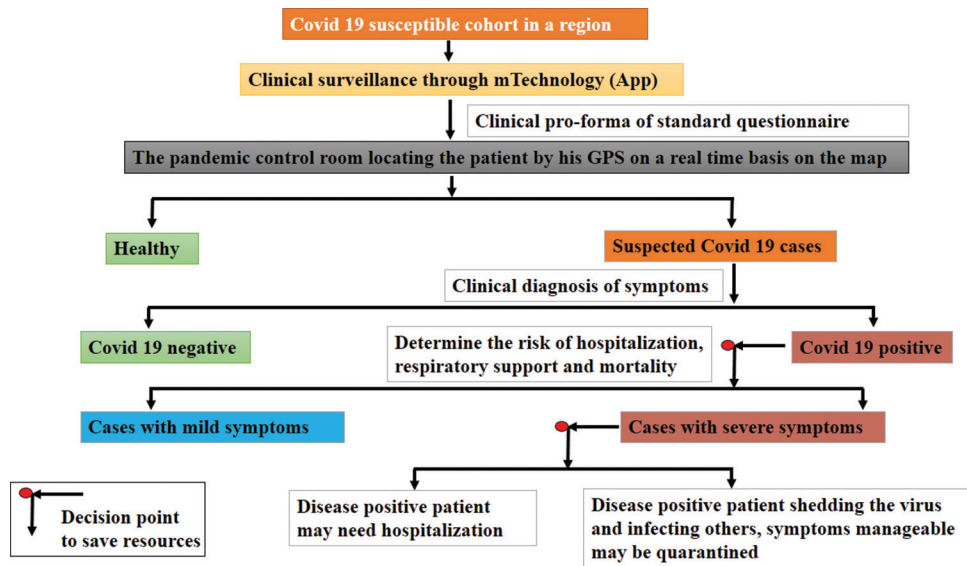 Covid 19 susceptible cohort in a region
Clinical surveillance through mTechnology (App)
Clinical pro-forma of standard questionnaire
The pandemic control room locating the patient by his GPS on a real time basis on the map
Healthy
Suspected Covid 19 cases
Clinical diagnosis of symptoms
Covid 19 negative
Determine the risk of hospitalization,
respiratory support and mortality
Covid 19 positive
Cases with mild symptoms
Cases with severe symptoms
Decision point
to save resources
Disease positive patient
may need hospitalization
Disease positive patient shedding the virus
and infecting others, symptoms manageable
may be quarantined